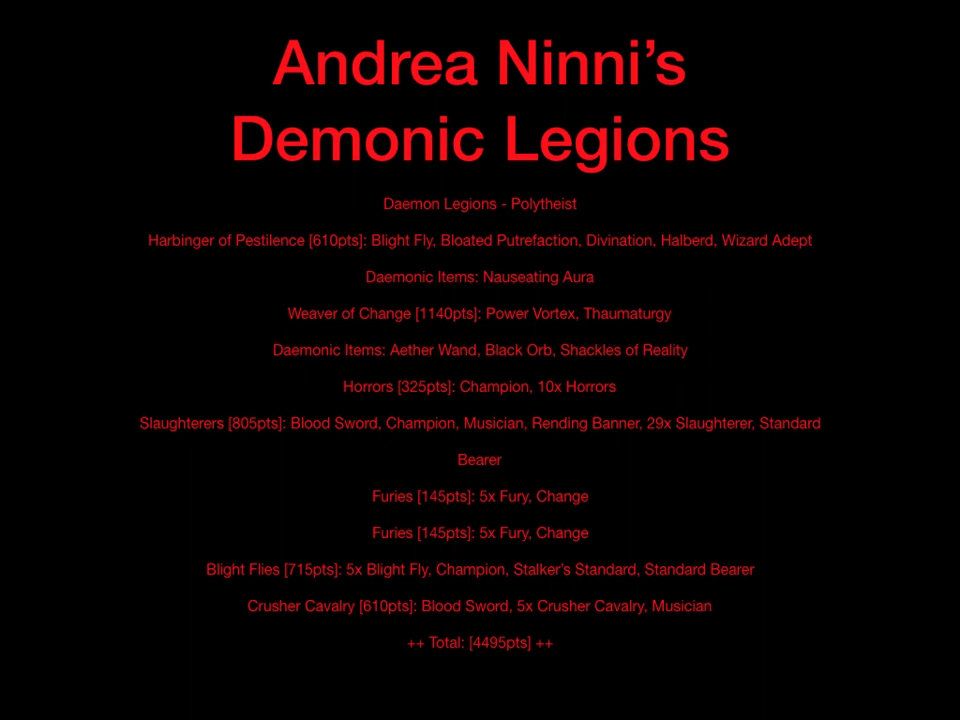 Andrea Ninni’s
Demonic Legions
Daemon Legions - Polytheist
Harbinger of Pestilence [610pts]: Blight Fly, Bloated Putrefaction, Divination, Halberd, Wizard Adept
Daemonic Items: Nauseating Aura
Weaver of Change [1140pts]: Power Vortex, Thaumaturgy
Daemonic Items: Aether Wand, Black Orb, Shackles of Reality
Horrors [325pts]: Champion, 10x Horrors
Slaughterers [805pts]: Blood Sword, Champion, Musician, Rending Banner, 29x Slaughterer, Standard
Bearer
Furies [145pts]: 5x Fury, Change
Furies [145pts]: 5x Fury, Change
Blight Flies [715pts]: 5x Blight Fly, Champion, Stalker’s Standard, Standard Bearer
Crusher Cavalry [610pts]: Blood Sword, 5x Crusher Cavalry, Musician
++ Total: [4495pts] ++